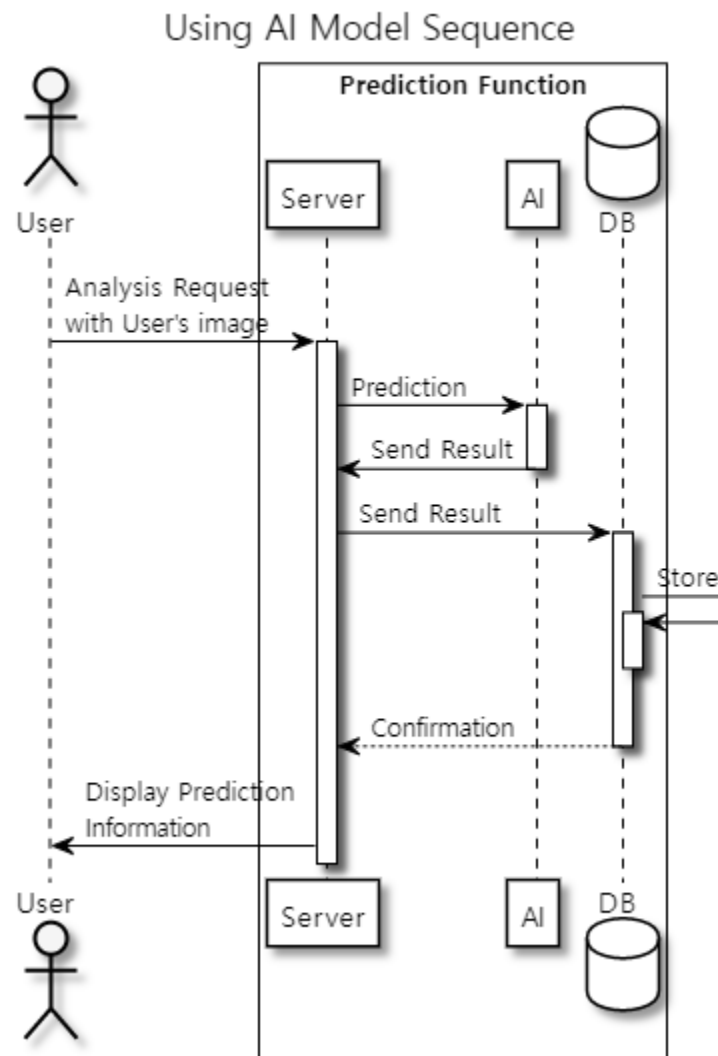 Using AI Model Sequence
Prediction Function
User
Server
AI
DB
Analysis Request
with User's image
Prediction
Send Result
Send Result
Store
Confirmation
Display Prediction
Information
User
Server
AI
DB